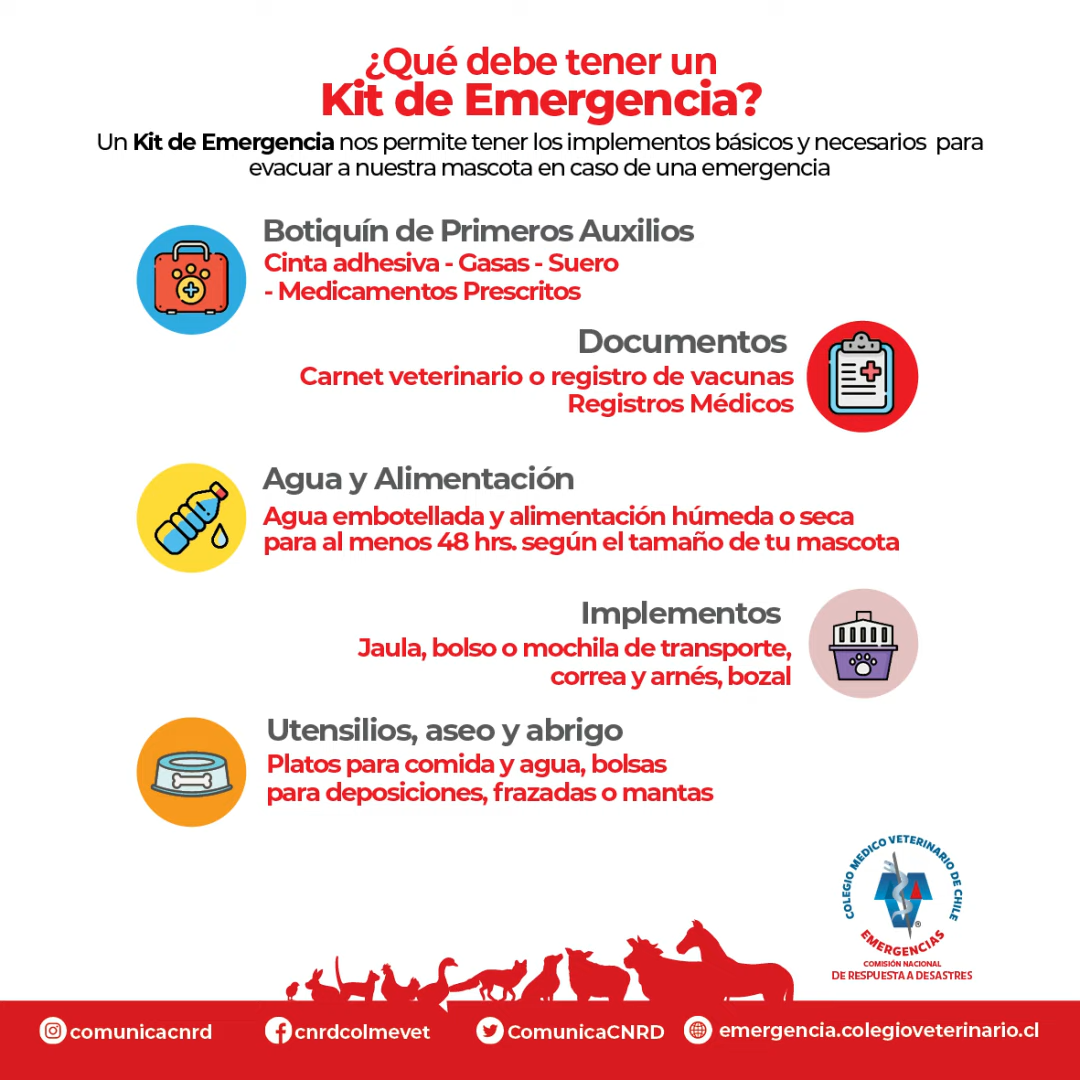 ¿Qué debe tener un
Kit de Emergencia?
Un Kit de Emergencia nos permite tener los implementos básicos y necesarios para
evacuar a nuestra mascota en caso de una emergencia
Botiquín de Primeros Auxilios
Cinta adhesiva - Gasas - Suero
- Medicamentos Prescritos
Documentos
Carnet veterinario o registro de vacunas
Registros Médicos
Agua y Alimentación
Agua embotellada y alimentación húmeda o seca
para al menos 48 hrs. según el tamaño de tu mascota
Implementos
Jaula, bolso o mochila de transporte,
correa y arnés, bozal
Utensilios, aseo y abrigo
Platos para comida y agua, bolsas
para deposiciones, frazadas o mantas
COLEGIO MEDICO VETERINARIO DE CHILE
®
EMERGENCIAS
COMISIÓN NACIONAL
DE RESPUESTA A DESASTRES
comunicacnrd
cnrdcolmevet
ComunicaCNRD
emergencia.colegioveterinario.cl